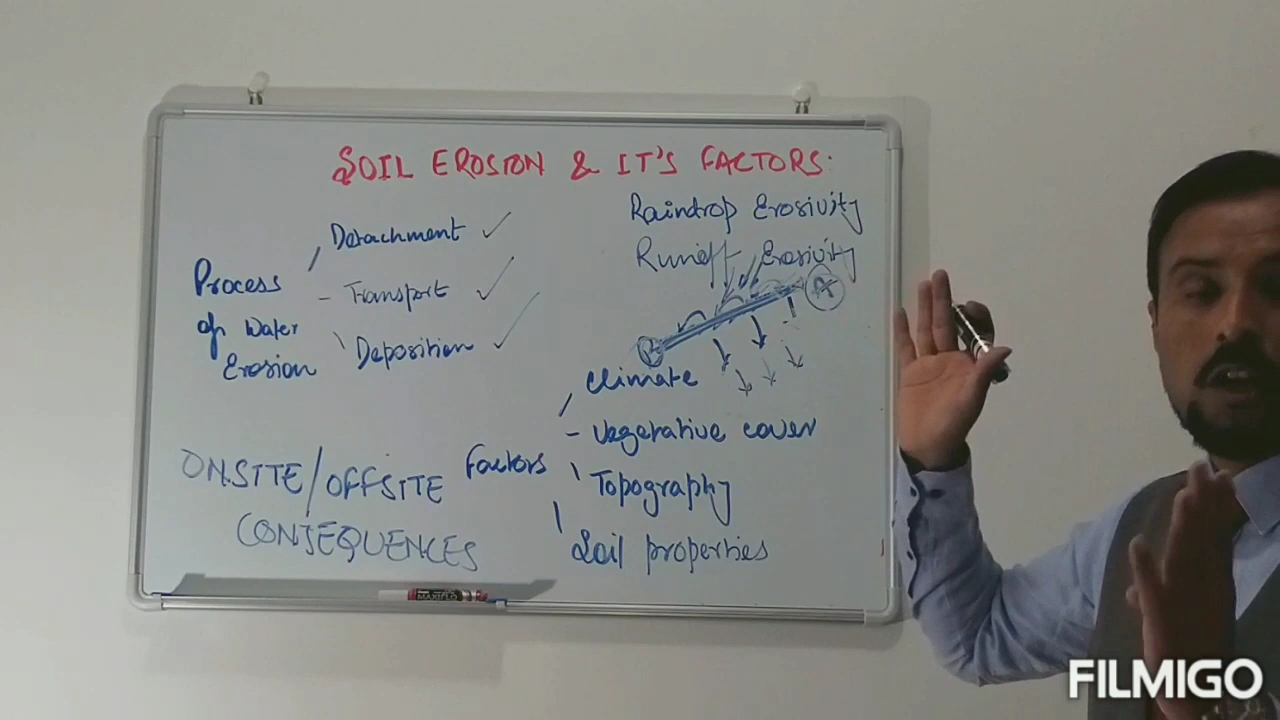 SOIL EROSION & IT'S FACTORS:
Process
of Water
Erosion
Detachment
Transport
Deposition
Raindrop Erosivity
Runoff Erosivity
Factors
Climate
Vegetative cover
Topography
Soil properties
ONSITE/OFFSITE
CONSEQUENCES
FILMIGO